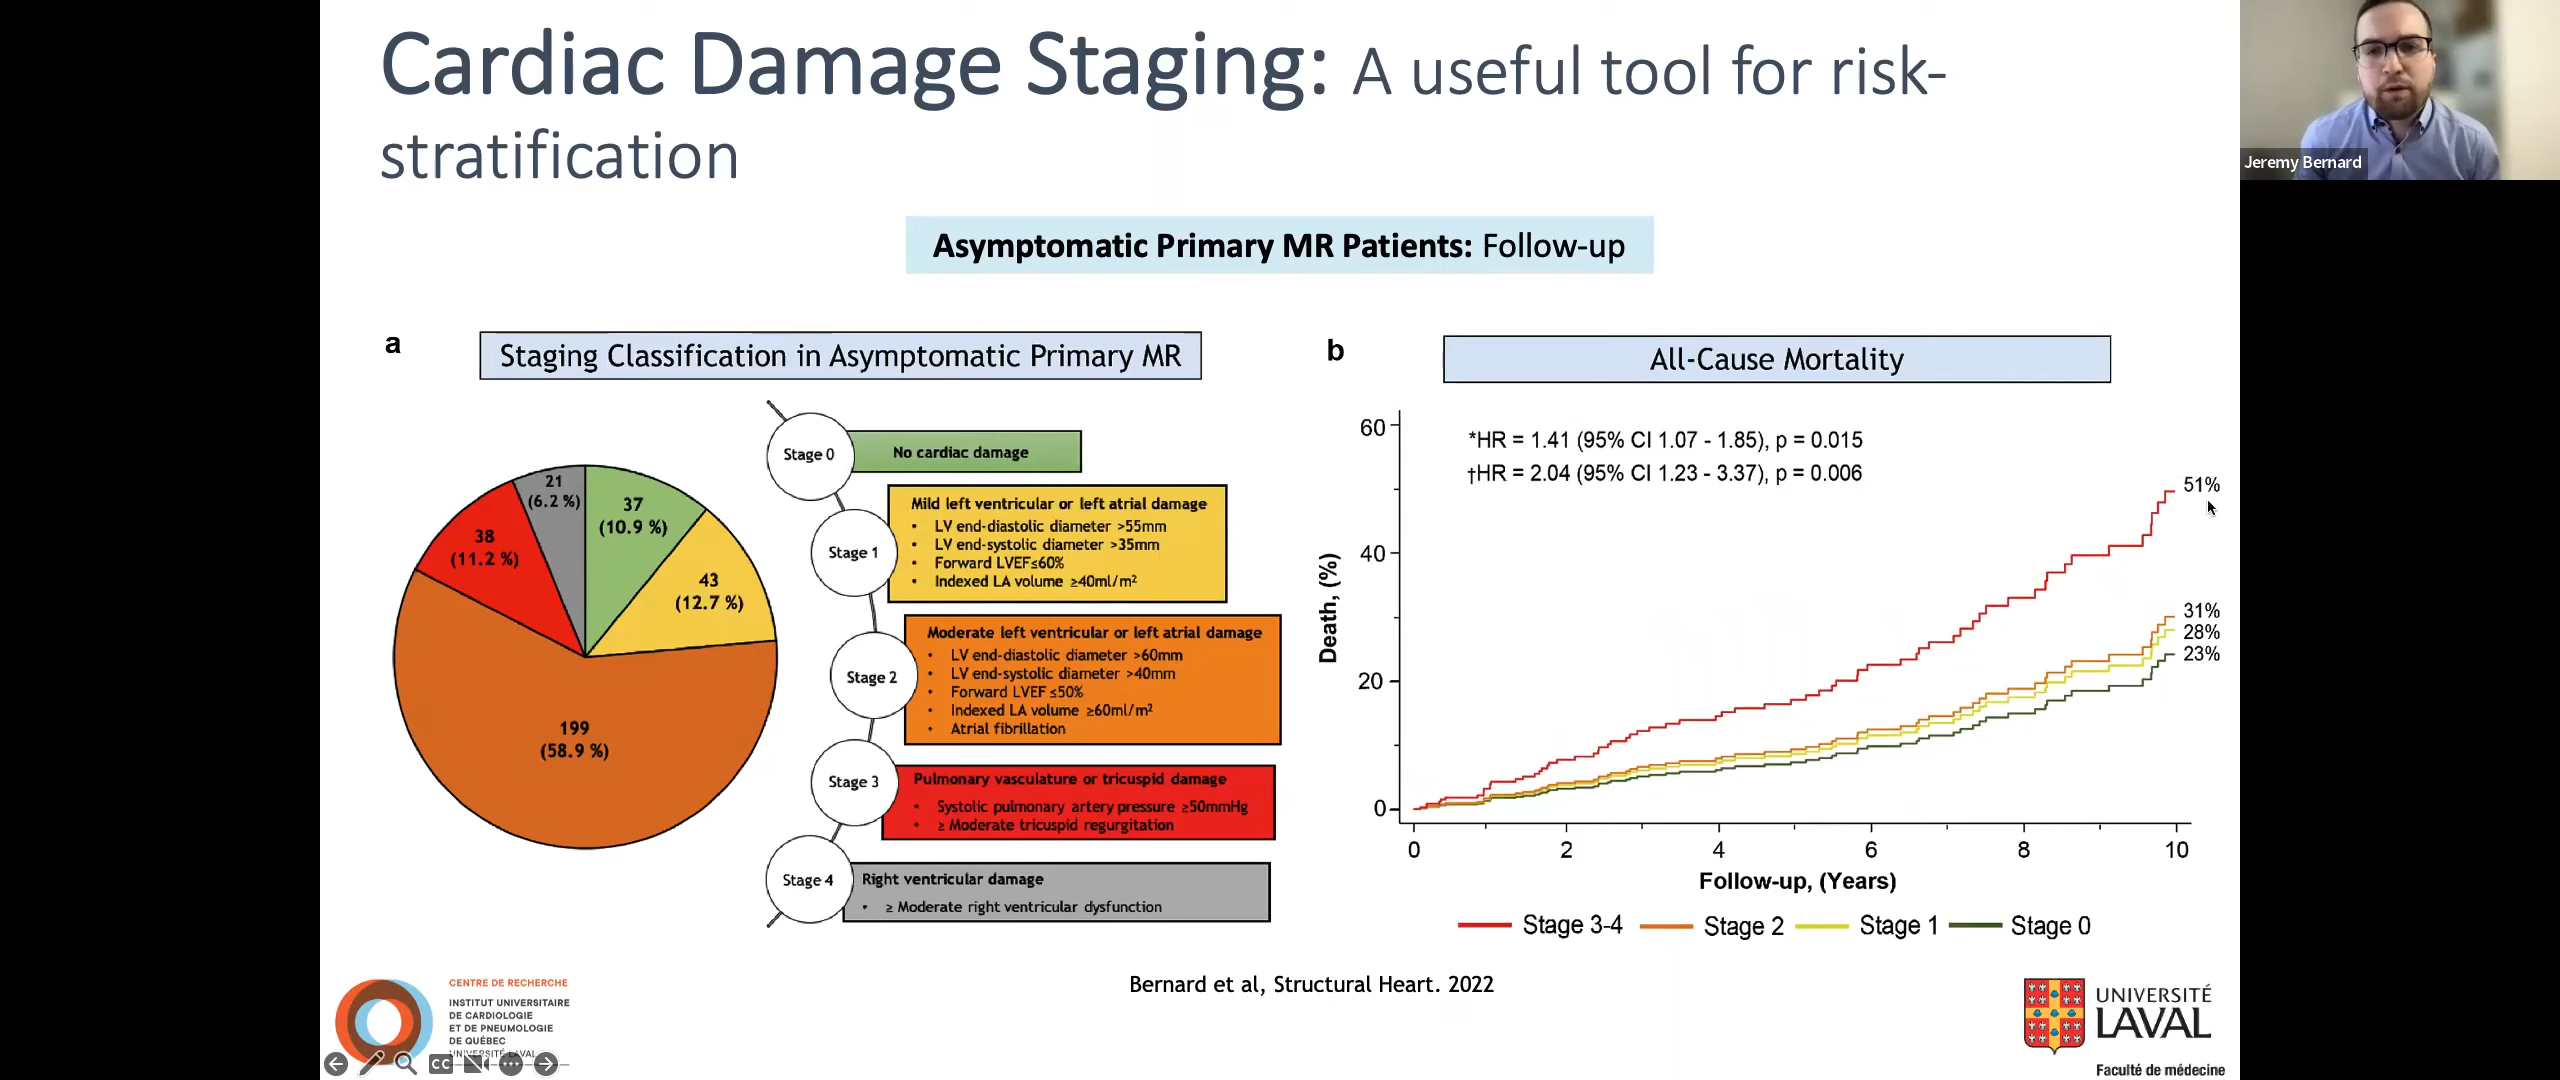 Cardiac Damage Staging: A useful tool for risk-
stratification
Jeremy Bernard
Asymptomatic Primary MR Patients: Follow-up
a
Staging Classification in Asymptomatic Primary MR
21
(6.2 %)
37
(10.9 %)
38
(11.2 %)
43
(12.7 %)
199
(58.9 %)
Stage 0
No cardiac damage
Stage 1
Mild left ventricular or left atrial damage
• LV end-diastolic diameter >55mm
• LV end-systolic diameter >35mm
• Forward LVEF≤60%
• Indexed LA volume ≥40ml/m²
Stage 2
Moderate left ventricular or left atrial damage
• LV end-diastolic diameter >60mm
• LV end-systolic diameter >40mm
• Forward LVEF ≤50%
• Indexed LA volume ≥60ml/m²
• Atrial fibrillation
Stage 3
Pulmonary vasculature or tricuspid damage
• Systolic pulmonary artery pressure ≥50mmHg
• ≥ Moderate tricuspid regurgitation
Stage 4
Right ventricular damage
• ≥ Moderate right ventricular dysfunction
b
All-Cause Mortality
*HR = 1.41 (95% CI 1.07 - 1.85), p = 0.015
†HR = 2.04 (95% CI 1.23 - 3.37), p = 0.006
Death, (%)
60
40
20
0
51%
31%
28%
23%
0 2 4 6 8 10
Follow-up, (Years)
Stage 3-4 Stage 2 Stage 1 Stage 0
Bernard et al, Structural Heart. 2022
CENTRE DE RECHERCHE
INSTITUT UNIVERSITAIRE
DE CARDIOLOGIE
ET DE PNEUMOLOGIE
DE QUÉBEC
UNIVERSITÉ LAVAL
CC
UNIVERSITÉ
LAVAL
Faculté de médecine